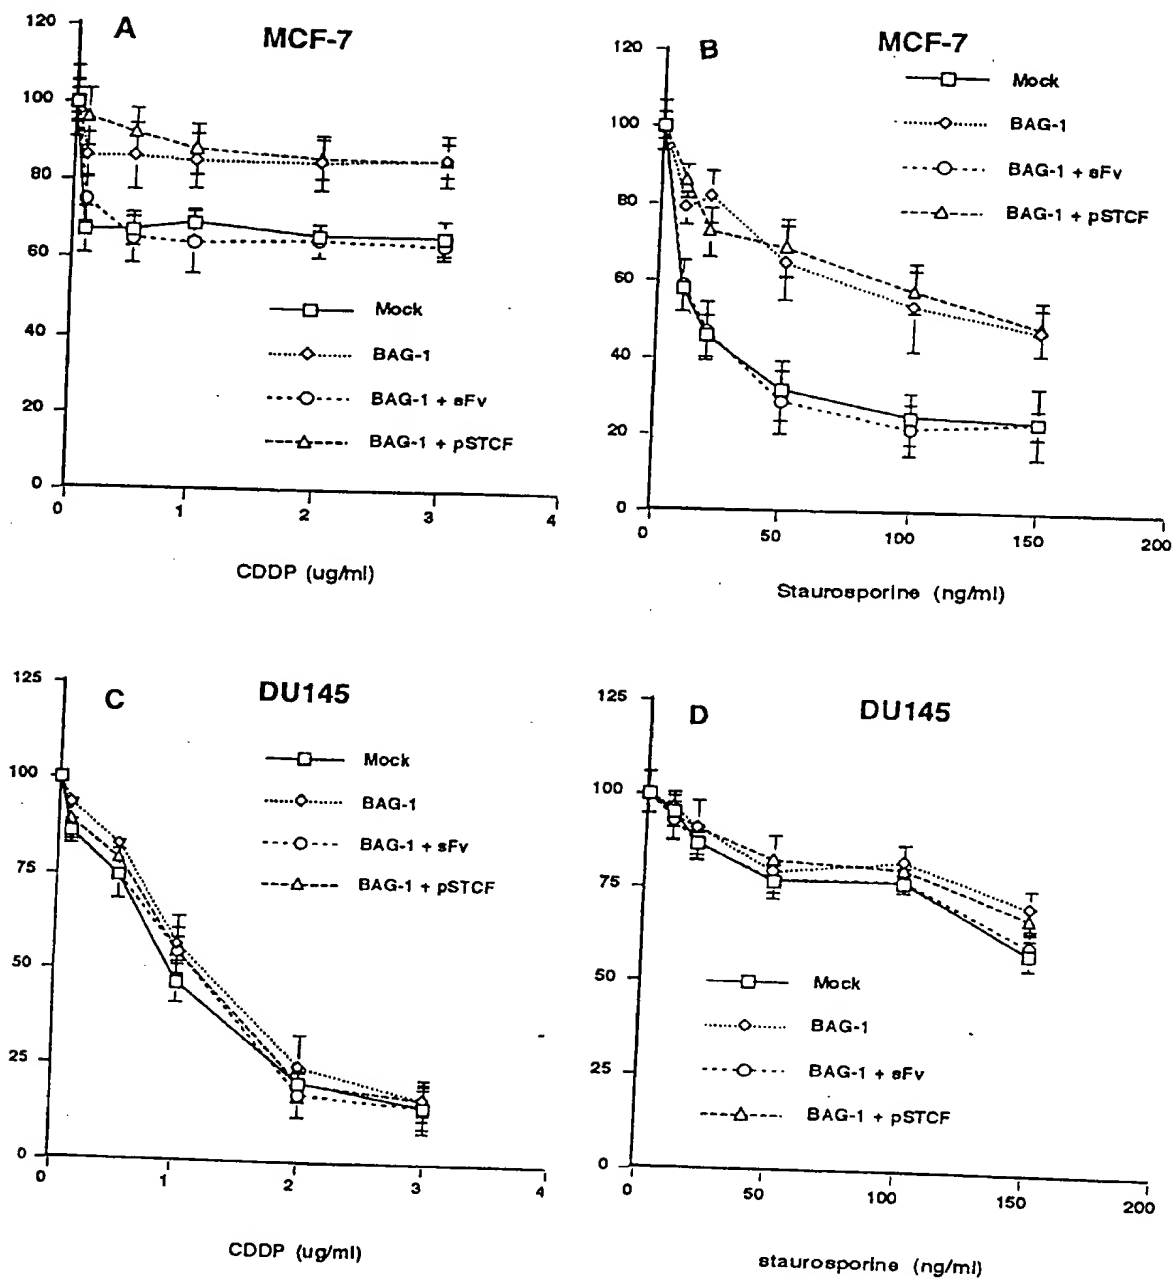 A
MCF-7
120
100
80
60
40
20
0
Mock
BAG-1
BAG-1 + sFv
BAG-1 + pSTCF
0 1 2 3 4
CDDP (ug/ml)
B
MCF-7
120
100
80
60
40
20
0
Mock
BAG-1
BAG-1 + sFv
BAG-1 + pSTCF
0 50 100 150 200
Staurosporine (ng/ml)
C
DU145
125
100
75
50
25
0
Mock
BAG-1
BAG-1 + sFv
BAG-1 + pSTCF
0 1 2 3 4
CDDP (ug/ml)
D
DU145
125
100
75
50
25
0
Mock
BAG-1
BAG-1 + sFv
BAG-1 + pSTCF
0 50 100 150 200
staurosporine (ng/ml)